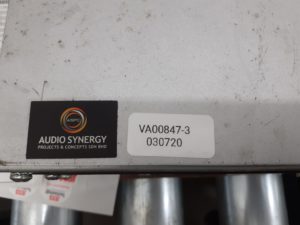 AUDIO SYNERGY
PROJECTS & CONCEPTS SDN BHD
VA00847-3
030720